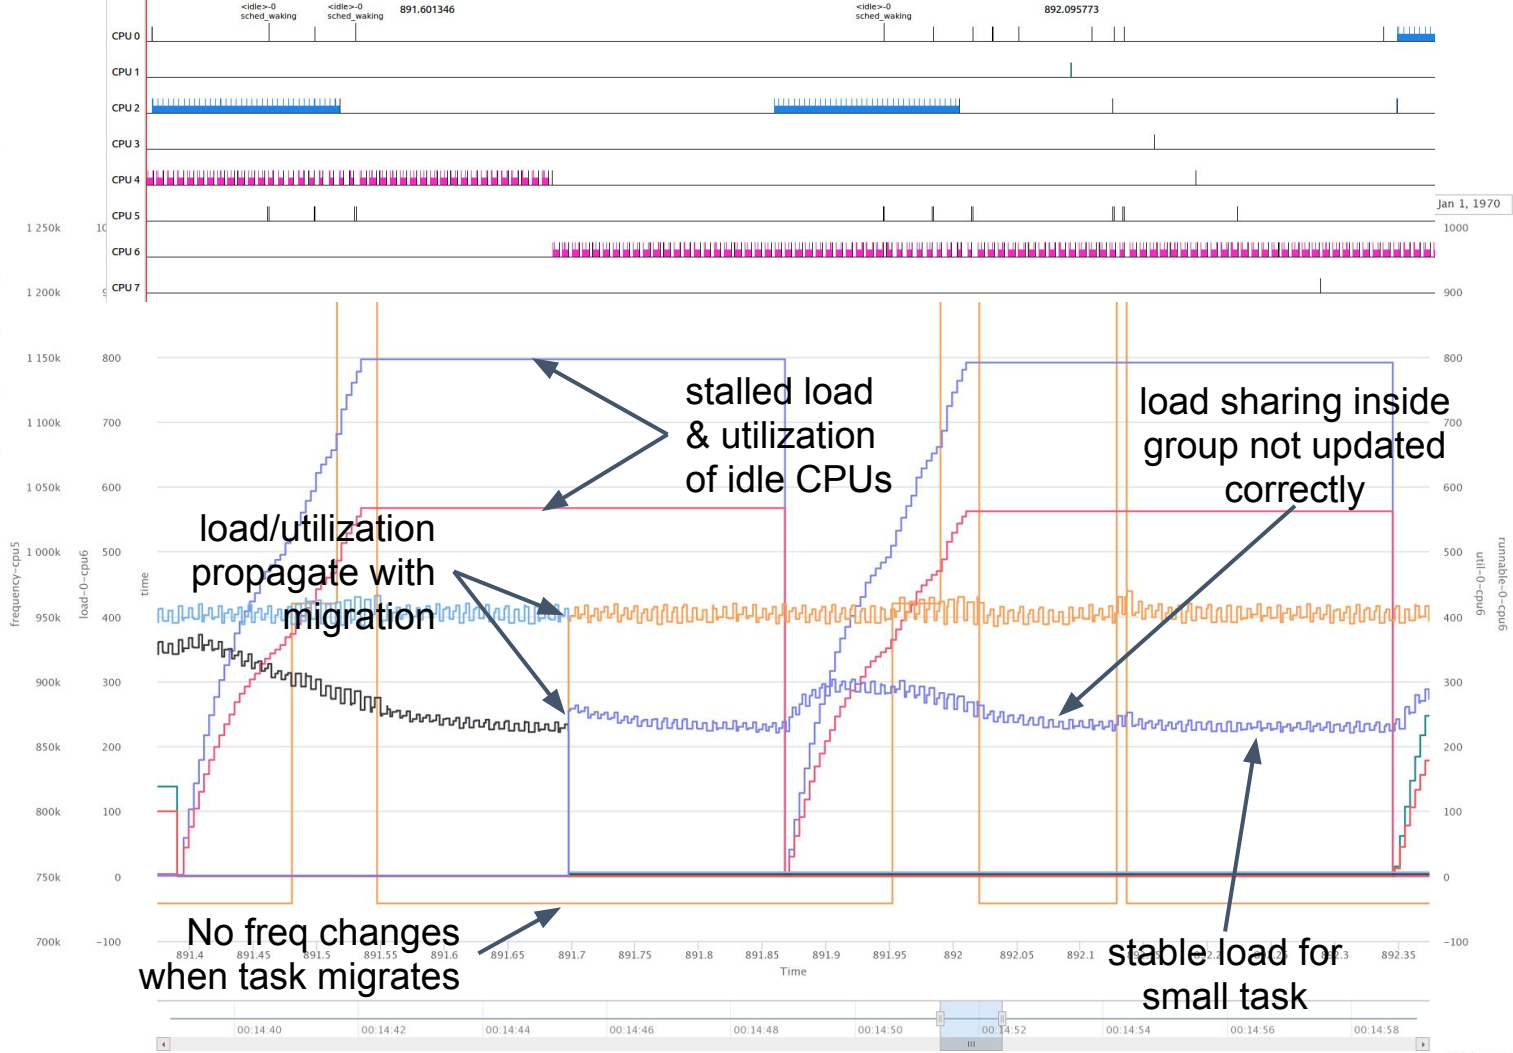 <idle>-0
sched_waking
<idle>-0
sched_waking
891.601346
<idle>-0
sched_waking
892.095773
CPU 0
CPU 1
CPU 2
CPU 3
CPU 4
CPU 5
CPU 6
CPU 7
Jan 1, 1970
1 250k
10
1000
1 200k
9
900
1 150k
800
800
1 100k
700
700
1 050k
600
600
1 000k
500
500
950k
400
400
900k
300
300
850k
200
200
800k
100
100
750k
0
0
700k
-100
-100
frequency-cpu5
load-0-cpu6
time
util-0-cpu6
runnable-0-cpu6
stalled load
& utilization
of idle CPUs
load sharing inside
group not updated
correctly
load/utilization
propagate with
migration
No freq changes
when task migrates
stable load for
small task
891.4
891.45
891.5
891.55
891.6
891.65
891.7
891.75
891.8
891.85
891.9
891.95
892
892.05
892.1
892.2
892.3
892.35
Time
00:14:40
00:14:42
00:14:44
00:14:46
00:14:48
00:14:50
00:14:52
00:14:54
00:14:56
00:14:58